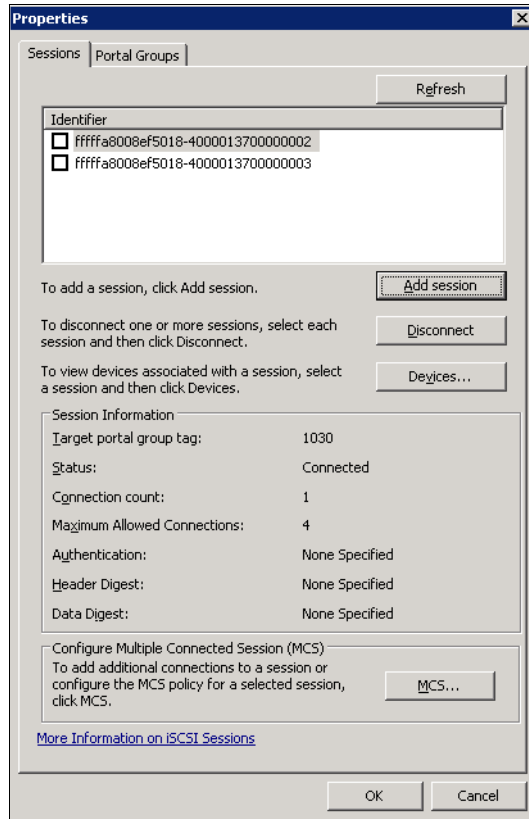 Properties
Sessions
Portal Groups
Refresh
Identifier
fffffa8008ef5018-4000013700000002
fffffa8008ef5018-4000013700000003
To add a session, click Add session.
Add session
To disconnect one or more sessions, select each
session and then click Disconnect.
Disconnect
To view devices associated with a session, select
a session and then click Devices.
Devices...
Session Information
Target portal group tag: 1030
Status: Connected
Connection count: 1
Maximum Allowed Connections: 4
Authentication: None Specified
Header Digest: None Specified
Data Digest: None Specified
Configure Multiple Connected Session (MCS)
To add additional connections to a session or
configure the MCS policy for a selected session,
click MCS.
MCS...
More Information on iSCSI Sessions
OK
Cancel